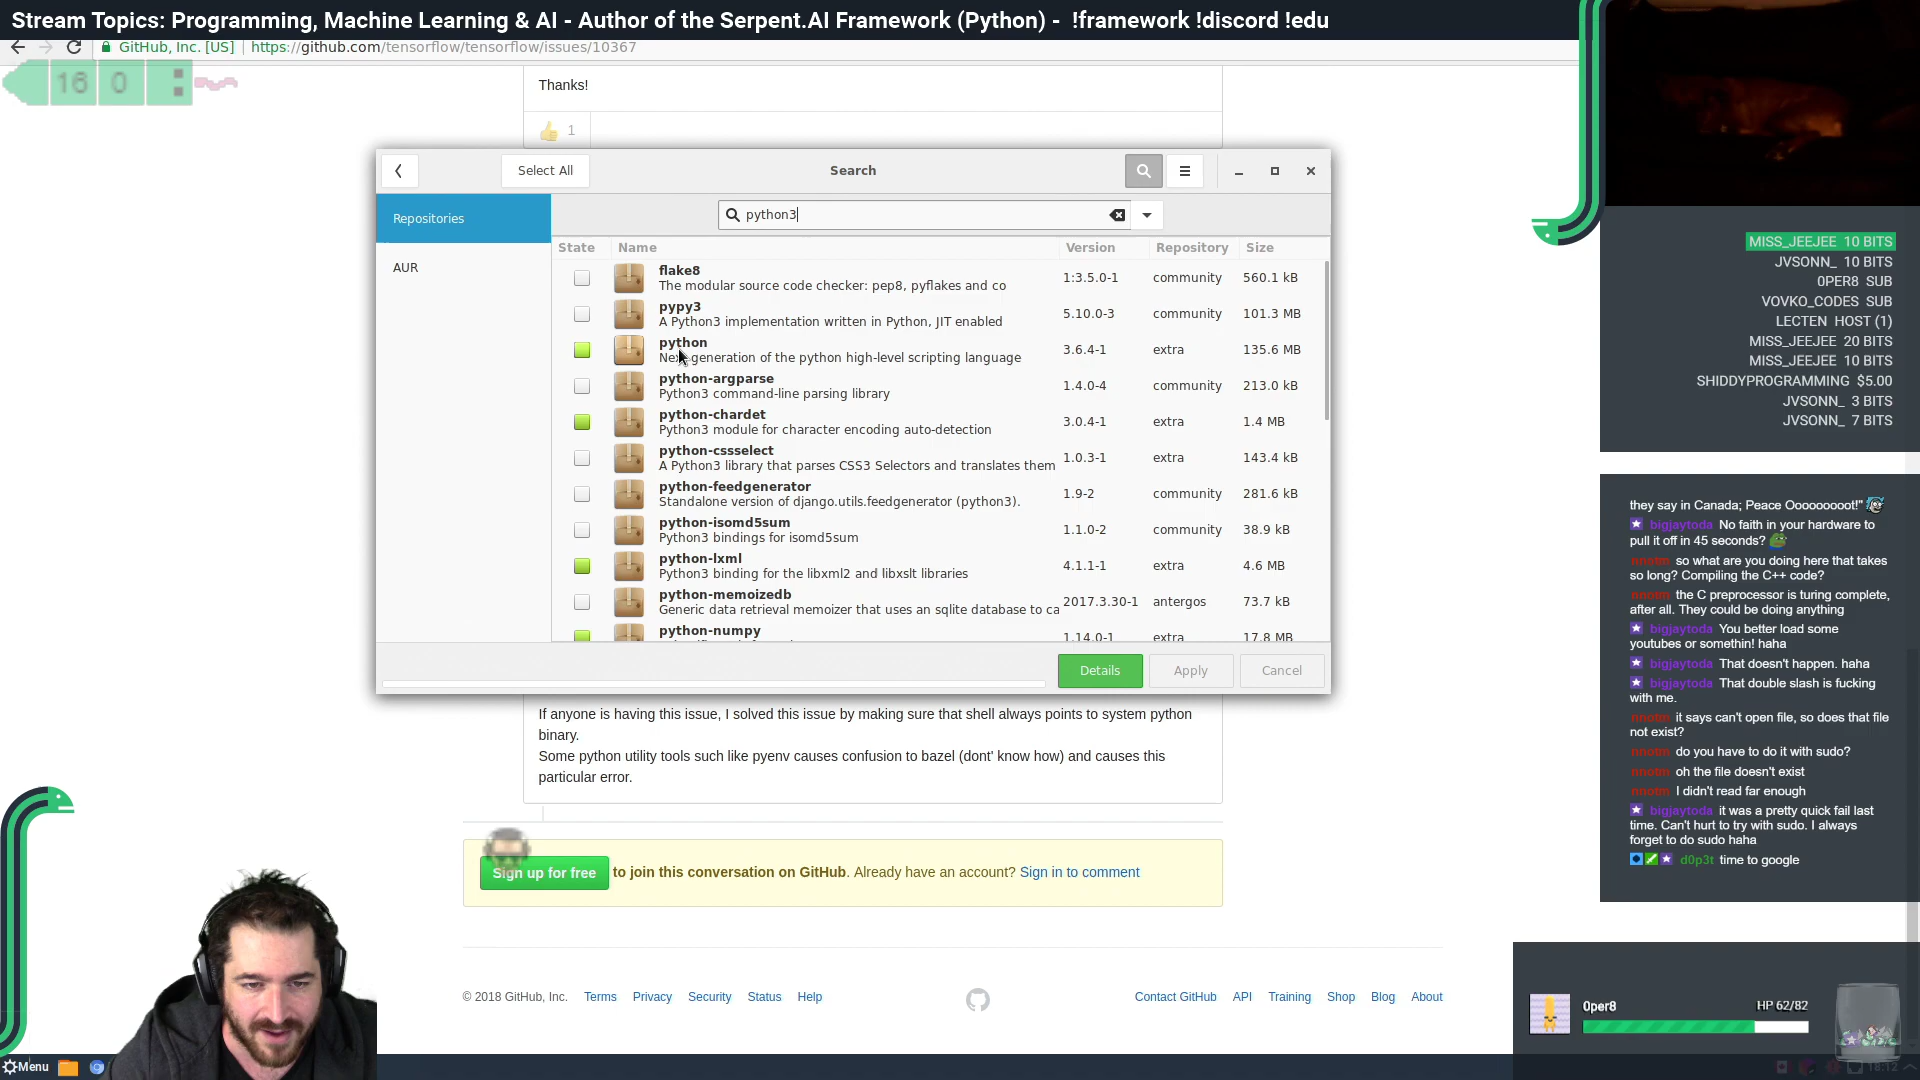 Stream Topics: Programming, Machine Learning & AI - Author of the Serpent.AI Framework (Python) - !framework !discord !edu
GitHub, Inc. [US] | https://github.com/tensorflow/tensorflow/issues/10367
16 0 :
Thanks!
1
Select All
Search
Repositories
AUR
python3
State Name Version Repository Size
flake8
The modular source code checker: pep8, pyflakes and co
1:3.5.0-1 community 560.1 kB
pypy3
A Python3 implementation written in Python, JIT enabled
5.10.0-3 community 101.3 MB
python
Next generation of the python high-level scripting language
3.6.4-1 extra 135.6 MB
python-argparse
Python3 command-line parsing library
1.4.0-4 community 213.0 kB
python-chardet
Python3 module for character encoding auto-detection
3.0.4-1 extra 1.4 MB
python-cssselect
A Python3 library that parses CSS3 Selectors and translates them
1.0.3-1 extra 143.4 kB
python-feedgenerator
Standalone version of django.utils.feedgenerator (python3).
1.9-2 community 281.6 kB
python-isomd5sum
Python3 bindings for isomd5sum
1.1.0-2 community 38.9 kB
python-lxml
Python3 binding for the libxml2 and libxslt libraries
4.1.1-1 extra 4.6 MB
python-memoizedb
Generic data retrieval memoizer that uses an sqlite database to ca
2017.3.30-1 antergos 73.7 kB
python-numpy
1.14.0-1 extra 17.8 MB
Details Apply Cancel
If anyone is having this issue, I solved this issue by making sure that shell always points to system python
binary.
Some python utility tools such like pyenv causes confusion to bazel (dont' know how) and causes this
particular error.
Sign up for free to join this conversation on GitHub. Already have an account? Sign in to comment
© 2018 GitHub, Inc. Terms Privacy Security Status Help
Contact GitHub API Training Shop Blog About
Menu
MISS_JEEJEE 10 BITS
JVSONN_ 10 BITS
0PER8 SUB
VOVKO_CODES SUB
LECTEN HOST (1)
MISS_JEEJEE 20 BITS
MISS_JEEJEE 10 BITS
SHIDDYPROGRAMMING $5.00
JVSONN_ 3 BITS
JVSONN_ 7 BITS
they say in Canada; Peace Ooooooooot!"
bigjaytoda No faith in your hardware to
pull it off in 45 seconds?
nnotm so what are you doing here that takes
so long? Compiling the C++ code?
nnotm the C preprocessor is turing complete,
after all. They could be doing anything
bigjaytoda You better load some
youtubes or somethin! haha
bigjaytoda That doesn't happen. haha
bigjaytoda That double slash is fucking
with me.
nnotm it says can't open file, so does that file
not exist?
nnotm do you have to do it with sudo?
nnotm oh the file doesn't exist
nnotm I didn't read far enough
bigjaytoda it was a pretty quick fail last
time. Can't hurt to try with sudo. I always
forget to do sudo haha
d0p3t time to google
0per8 HP 62/82
18:12